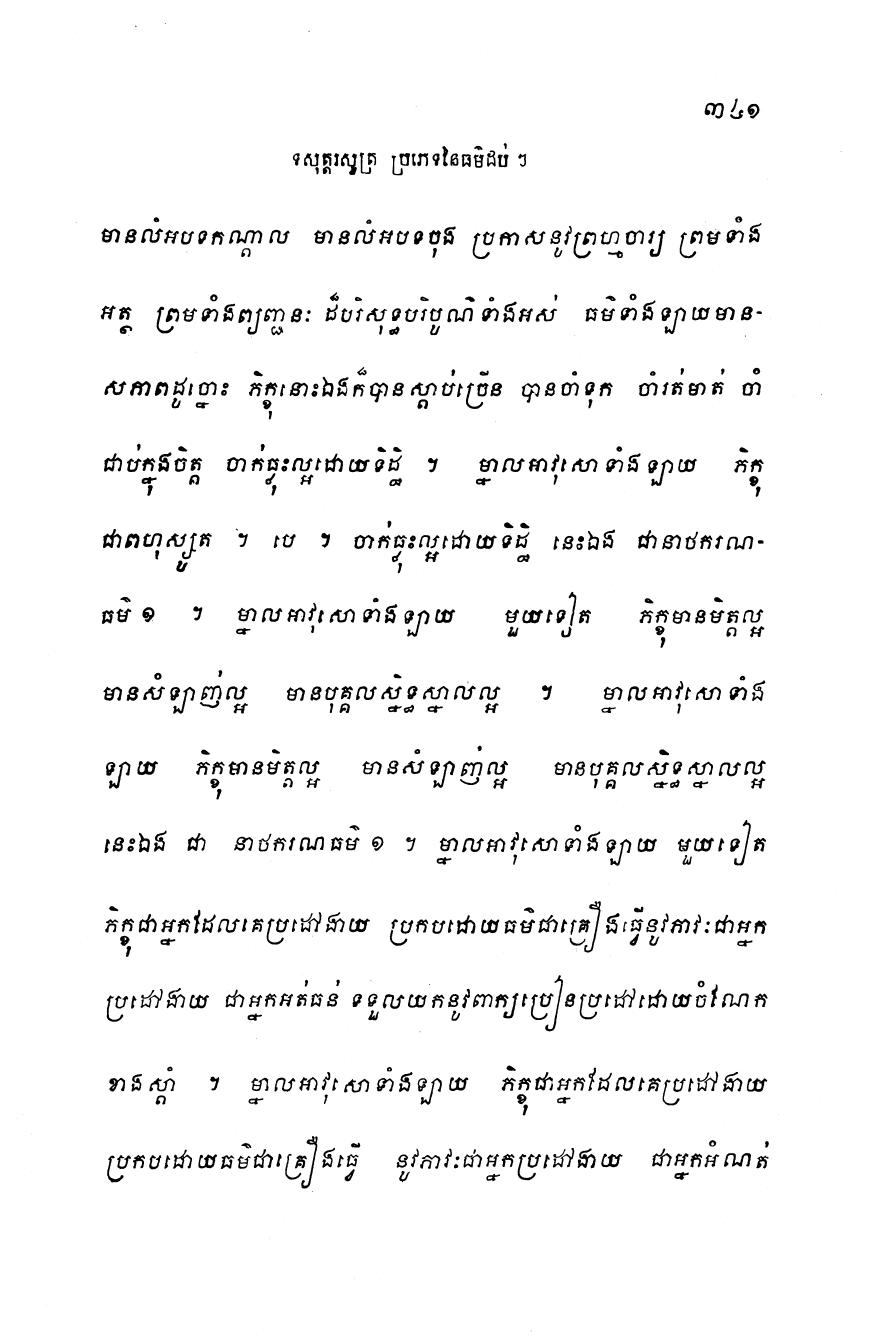 ៣៤១
ទសុត្តរសូត្រ ប្រភេទនៃធម៌ដប់ ។
មានលំអបទកណ្តាល មានលំអបទចុង ប្រកាសនូវព្រហ្មចារ្យ ព្រមទាំង
អត្ថ ព្រមទាំងព្យញ្ជនៈ ដ៏បរិសុទ្ធបរិបូណ៌ទាំងអស់ ធម៌ទាំងឡាយមាន-
សភាពដូច្នោះ ភិក្ខុនោះឯងក៏បានស្តាប់ច្រើន បានចាំទុក ចាំរត់មាត់ ចាំ
ជាប់ក្នុងចិត្ត ចាក់ធ្លុះល្អដោយទិដ្ឋិ ។ ម្នាលអាវុសោទាំងឡាយ ភិក្ខុ
ជាពហុស្សូត ។ បេ ។ ចាក់ធ្លុះល្អដោយទិដ្ឋិ នេះឯង ជានាថករណ-
ធម៌ ១ ។ ម្នាលអាវុសោទាំងឡាយ មួយទៀត ភិក្ខុមានមិត្តល្អ
មានសំឡាញ់ល្អ មានបុគ្គលស្និទ្ធស្នាលល្អ ។ ម្នាលអាវុសោទាំង
ឡាយ ភិក្ខុមានមិត្តល្អ មានសំឡាញ់ល្អ មានបុគ្គលស្និទ្ធស្នាលល្អ
នេះឯង ជា នាថករណធម៌ ១ ។ ម្នាលអាវុសោទាំងឡាយ មួយទៀត
ភិក្ខុជាអ្នកដែលគេប្រដៅងាយ ប្រកបដោយធម៌ជាគ្រឿងធ្វើនូវភាវៈជាអ្នក
ប្រដៅងាយ ជាអ្នកអត់ធន់ ទទួលយកនូវពាក្យប្រៀនប្រដៅដោយចំណែក
ខាងស្តាំ ។ ម្នាលអាវុសោទាំងឡាយ ភិក្ខុជាអ្នកដែលគេប្រដៅងាយ
ប្រកបដោយធម៌ជាគ្រឿងធ្វើ នូវភាវៈជាអ្នកប្រដៅងាយ ជាអ្នកអំណត់